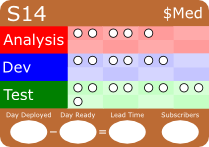 S14 $Med
Analysis
Dev
Test
Day Deployed Day Ready Lead Time Subscribers
– =